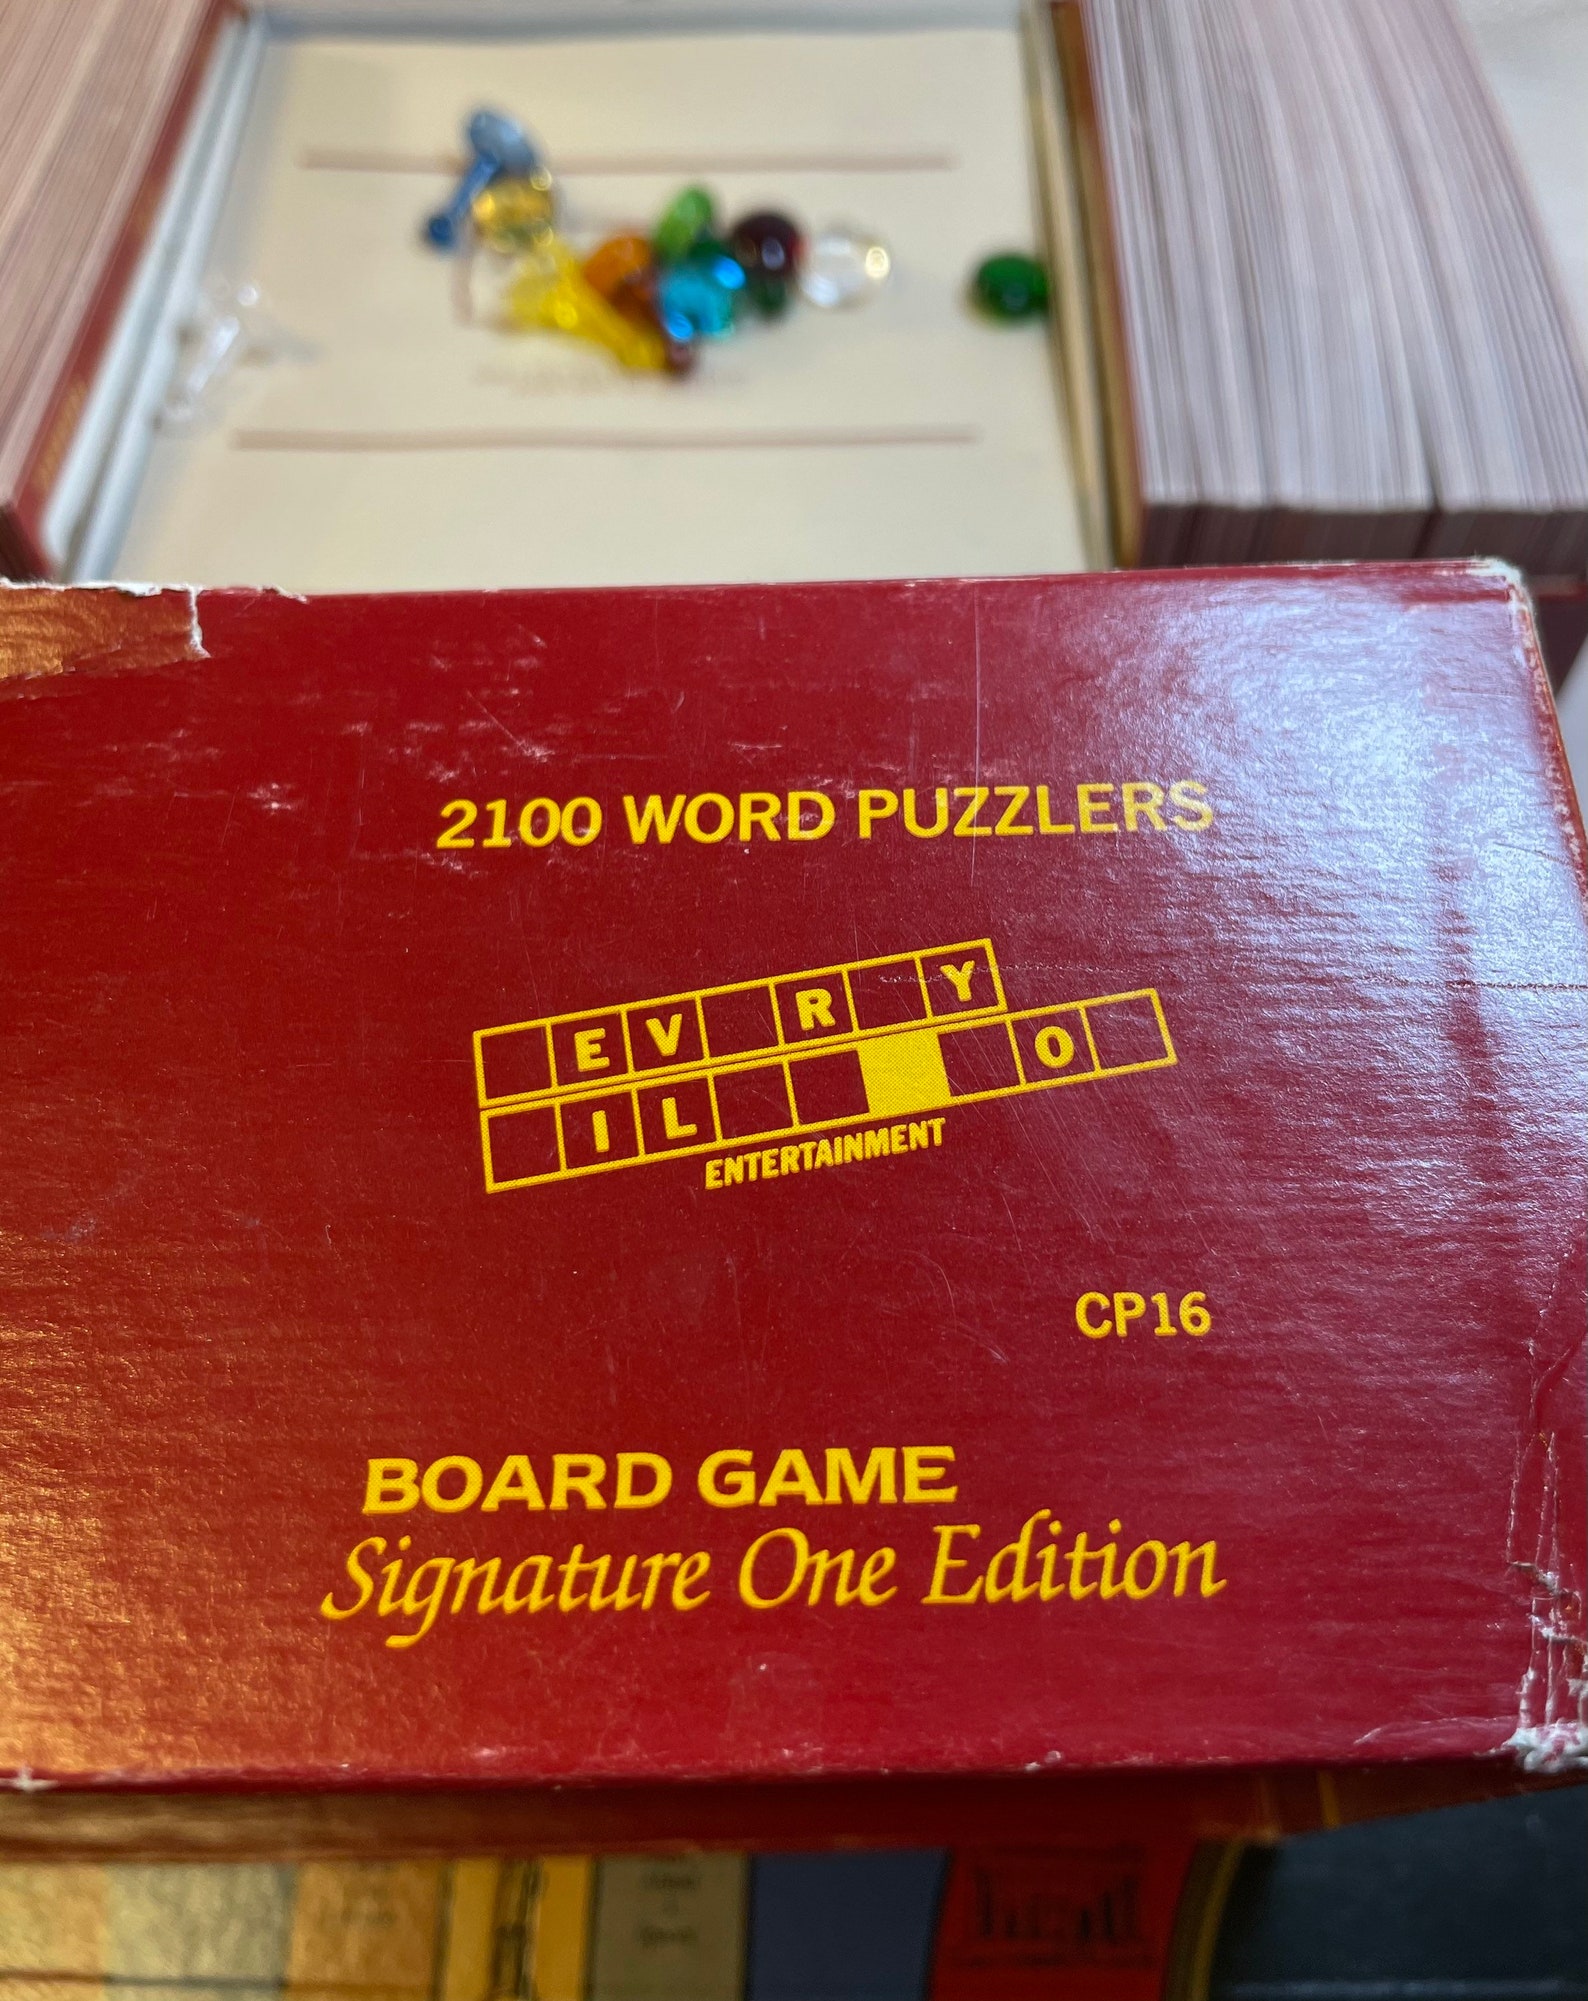 2100 WORD PUZZLERS
EV R Y
IL O
ENTERTAINMENT
CP16
BOARD GAME
Signature One Edition